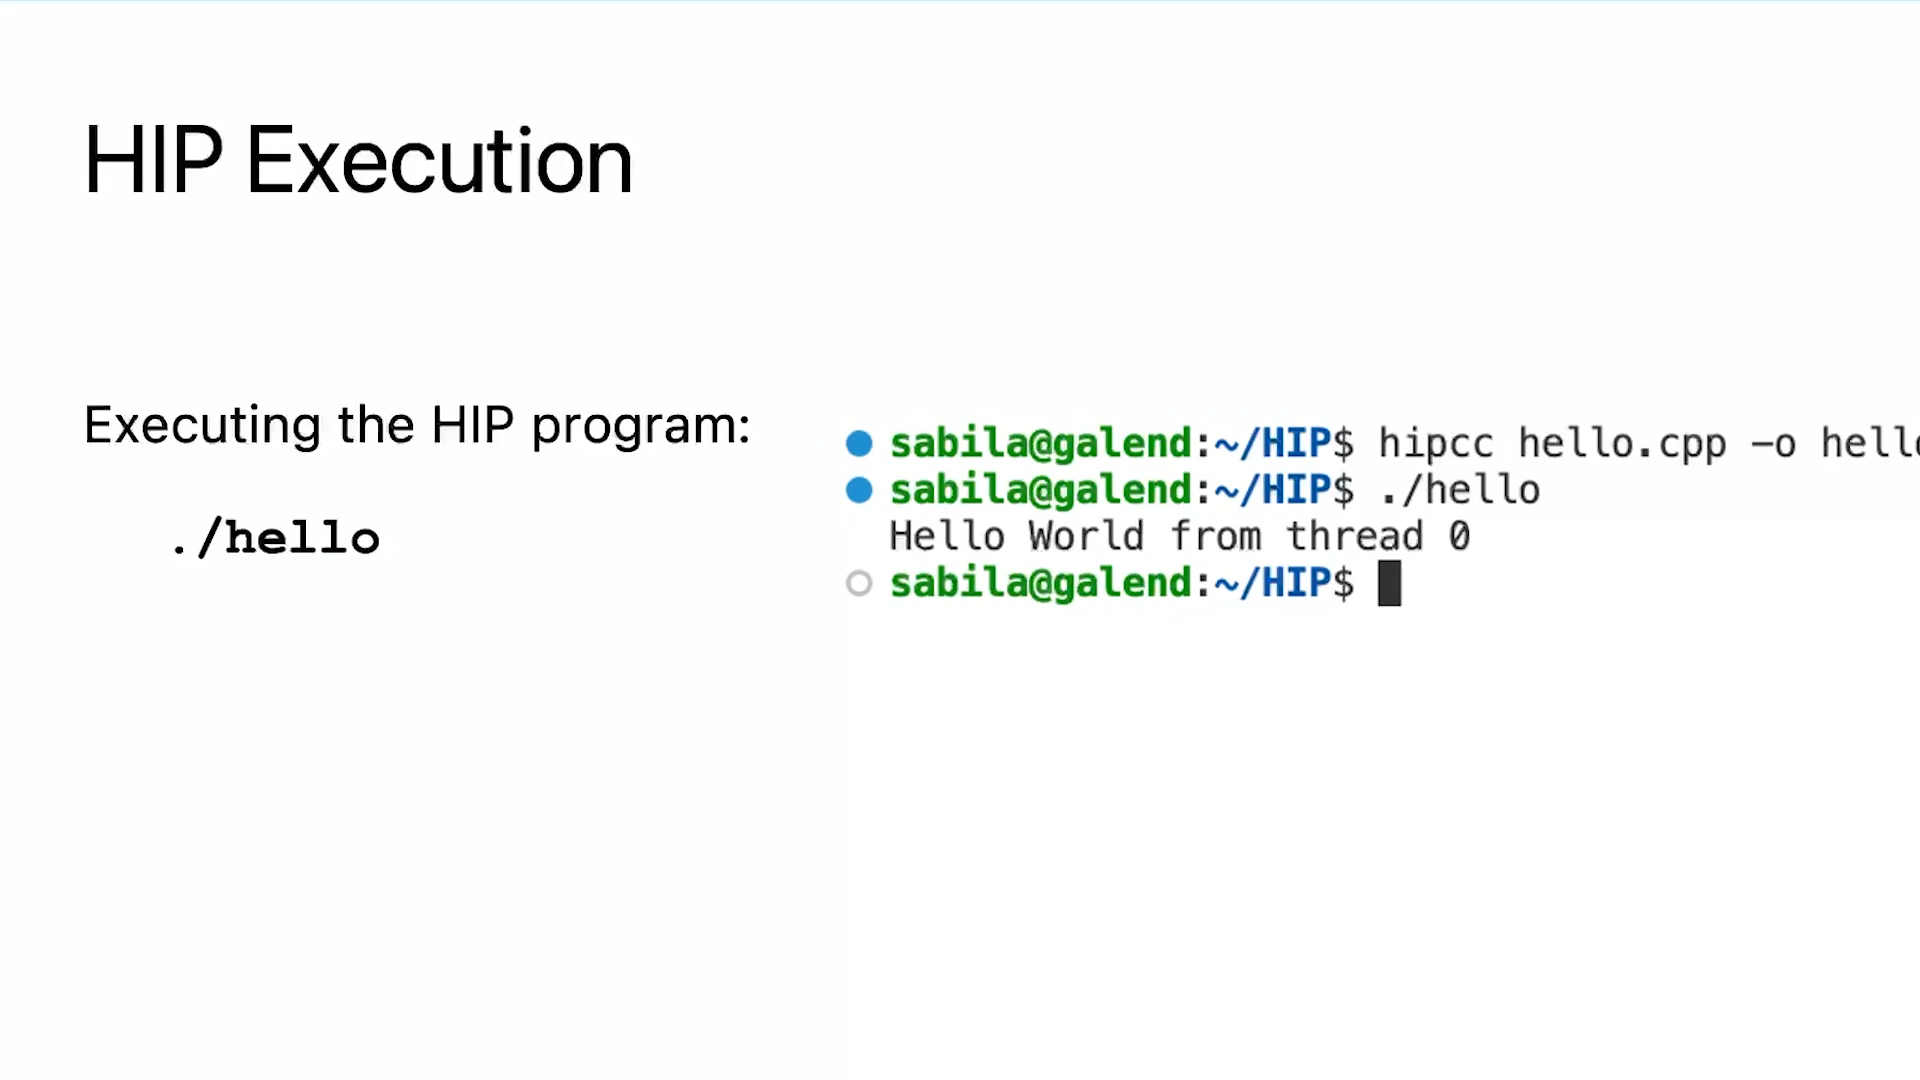 HIP Execution
Executing the HIP program:
./hello
sabila@galend:~/HIP$ hipcc hello.cpp -o hello
sabila@galend:~/HIP$ ./hello
Hello World from thread 0
sabila@galend:~/HIP$